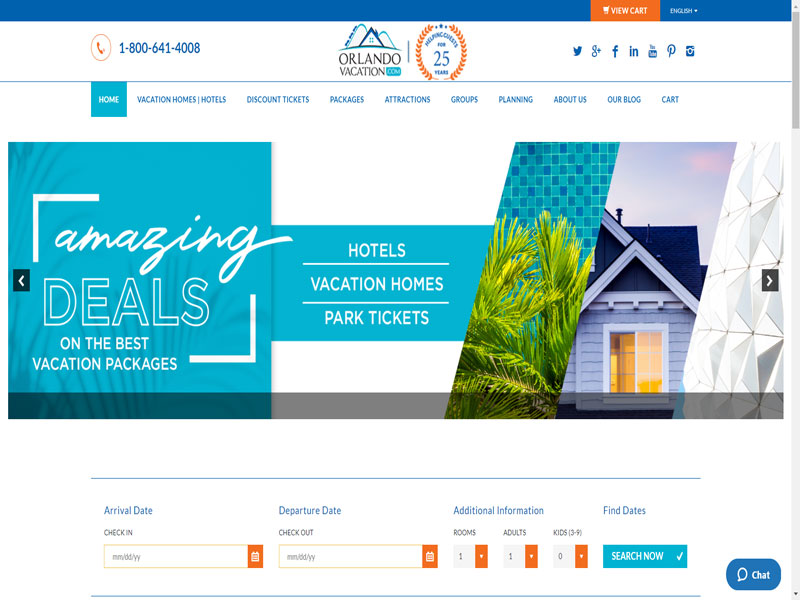 VIEW CART
ENGLISH
1-800-641-4008
ORLANDO
VACATION.COM
HELPING GUESTS
FOR
25
YEARS
HOME
VACATION HOMES | HOTELS
DISCOUNT TICKETS
PACKAGES
ATTRACTIONS
GROUPS
PLANNING
ABOUT US
OUR BLOG
CART
amazing
DEALS
ON THE BEST
VACATION PACKAGES
HOTELS
VACATION HOMES
PARK TICKETS
Arrival Date
Departure Date
Additional Information
Find Dates
CHECK IN
CHECK OUT
ROOMS
ADULTS
KIDS (3-9)
mm/dd/yy
mm/dd/yy
1
1
0
SEARCH NOW
Chat